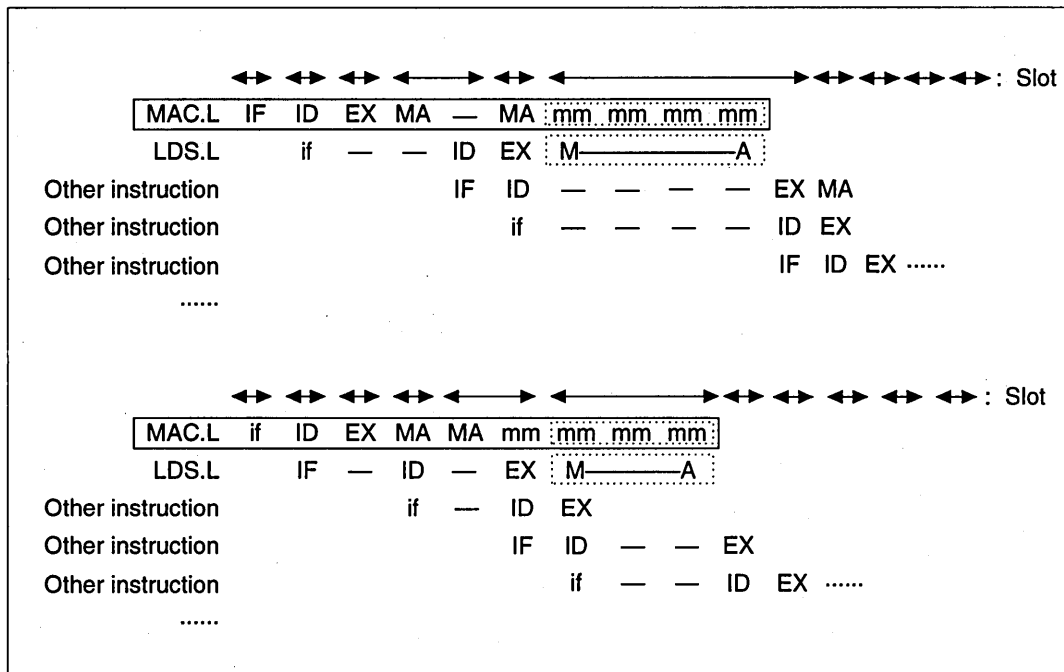 : Slot
MAC.L IF ID EX MA — MA mm mm mm mm
LDS.L if — — ID EX M———A
Other instruction IF ID — — — — EX MA
Other instruction if — — — — ID EX
Other instruction IF ID EX ······
······
: Slot
MAC.L if ID EX MA MA mm mm mm mm
LDS.L IF — ID — EX M———A
Other instruction if — ID EX
Other instruction IF ID — — EX
Other instruction if — — ID EX ······
······